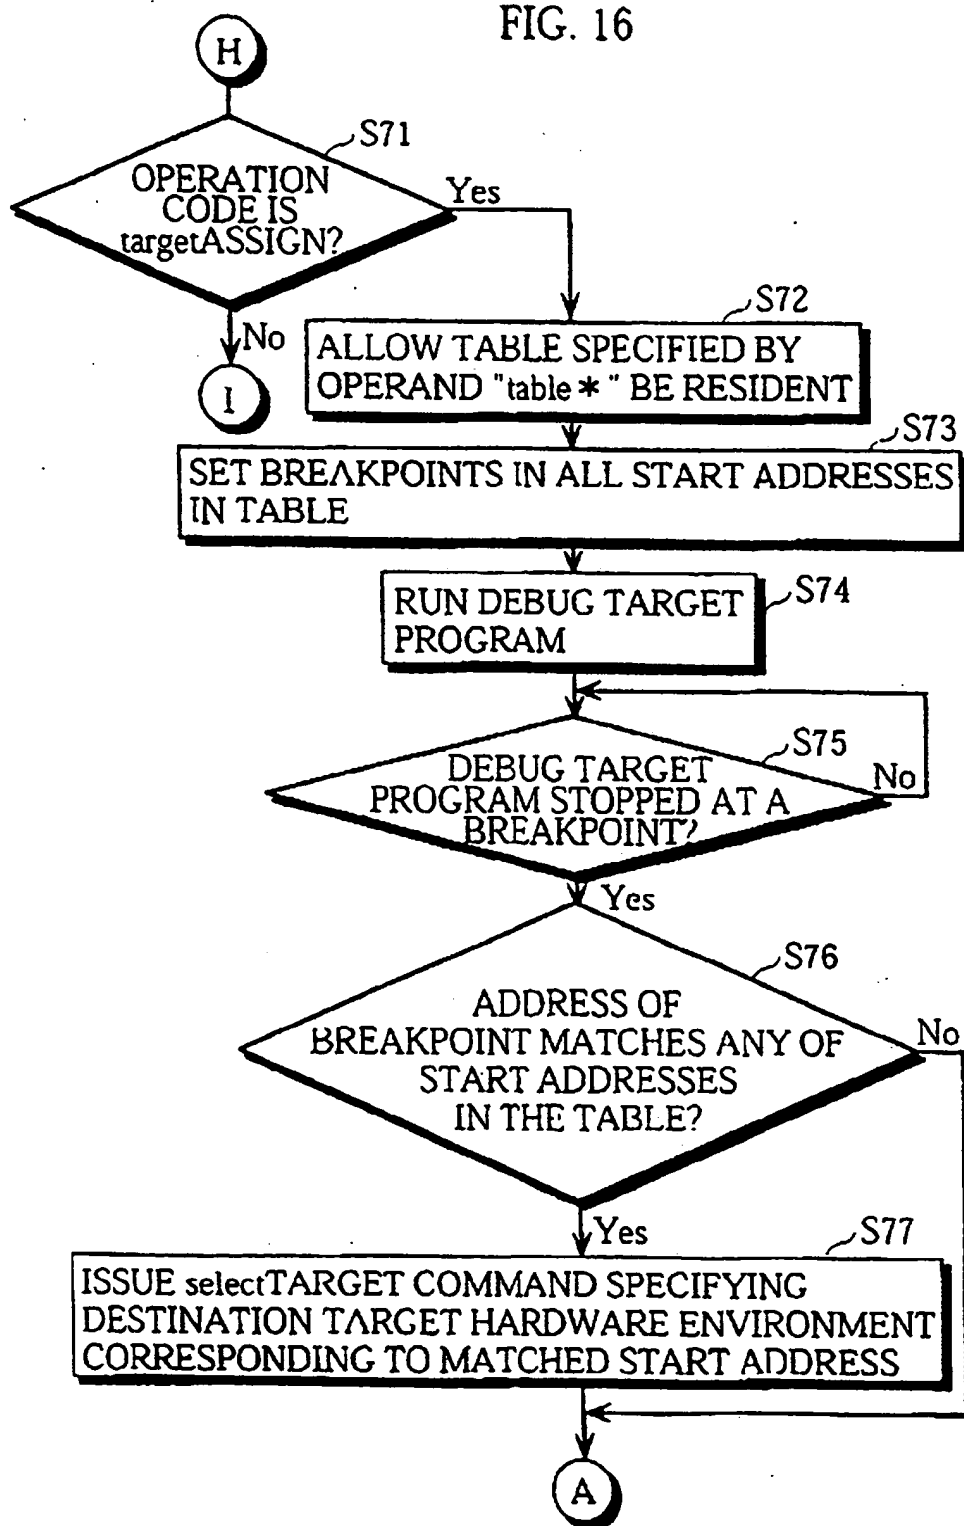 FIG. 16
H
S71
OPERATION
CODE IS
targetASSIGN?
Yes
No
I
S72
ALLOW TABLE SPECIFIED BY
OPERAND "table *" BE RESIDENT
S73
SET BREAKPOINTS IN ALL START ADDRESSES
IN TABLE
S74
RUN DEBUG TARGET
PROGRAM
S75
DEBUG TARGET
PROGRAM STOPPED AT A
BREAKPOINT?
No
Yes
S76
ADDRESS OF
BREAKPOINT MATCHES ANY OF
START ADDRESSES
IN THE TABLE?
No
Yes
S77
ISSUE selectTARGET COMMAND SPECIFYING
DESTINATION TARGET HARDWARE ENVIRONMENT
CORRESPONDING TO MATCHED START ADDRESS
A